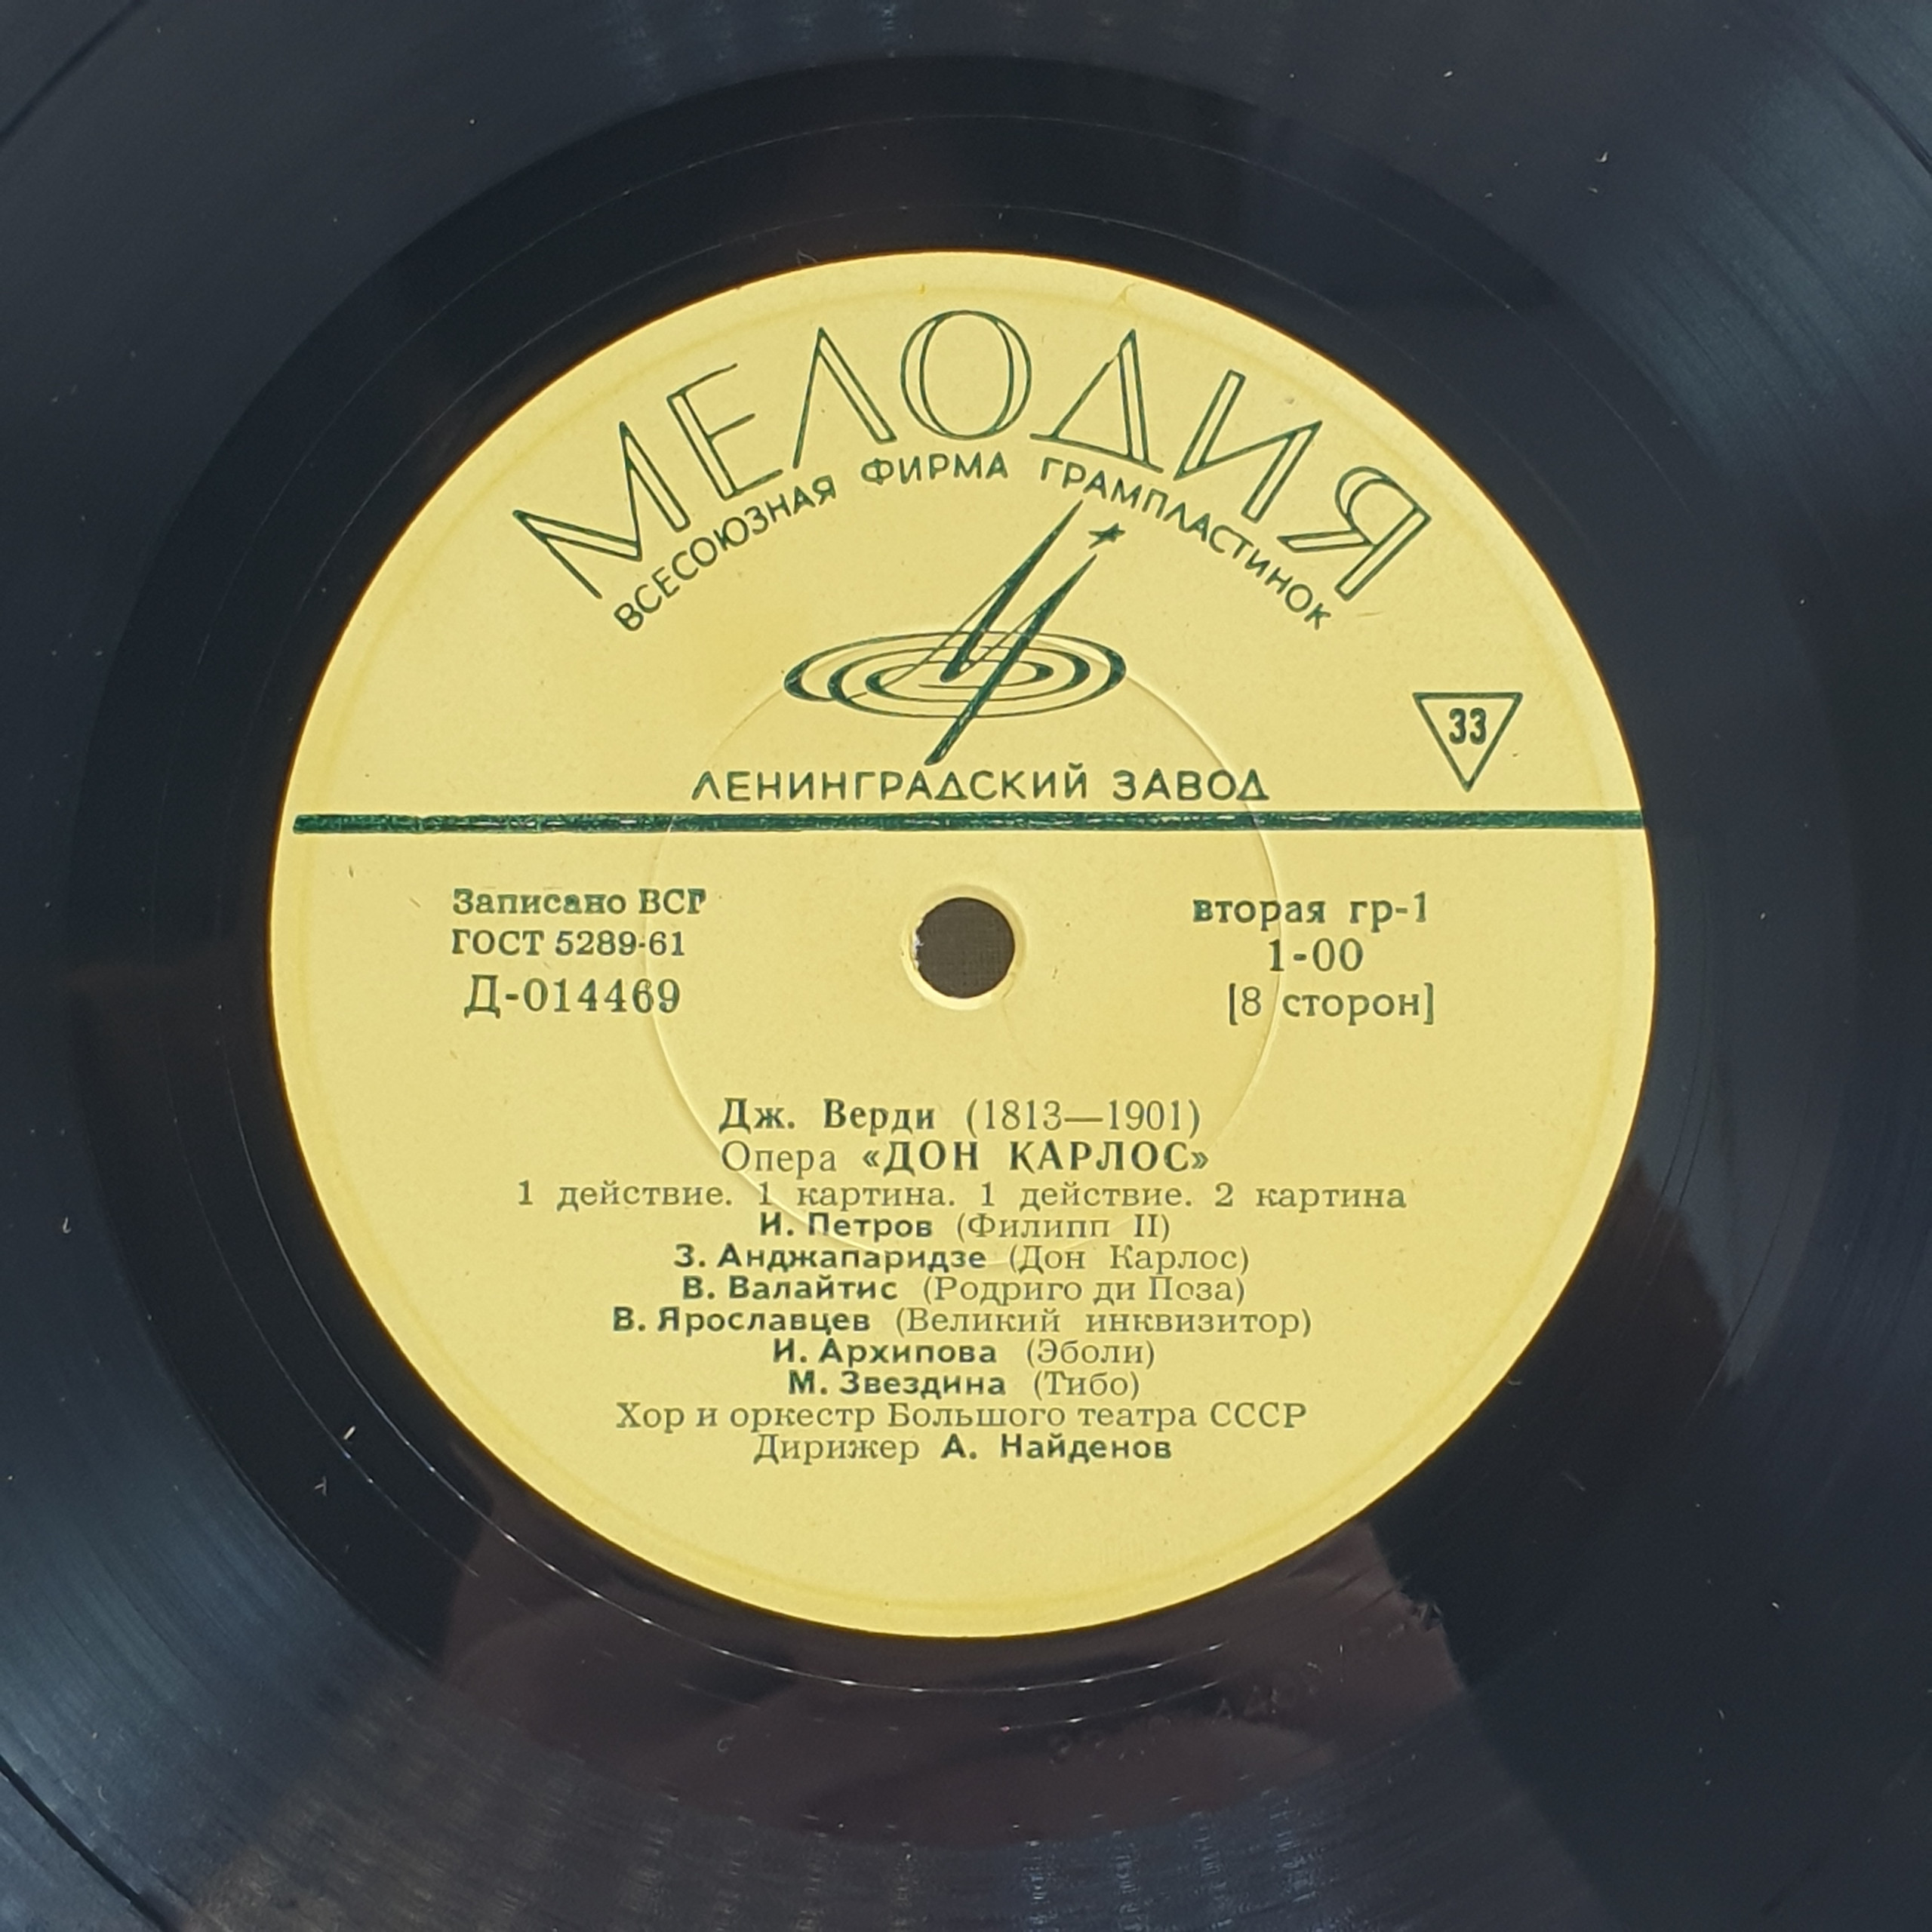 МЕЛОДИЯ
ВСЕСОЮЗНАЯ ФИРМА ГРАМПЛАСТИНОК
33
ЛЕНИНГРАДСКИЙ ЗАВОД
Записано ВСГ
ГОСТ 5289-61
Д-014469
вторая гр-1
1-00
[8 сторон]
Дж. Верди (1813—1901)
Опера «ДОН КАРЛОС»
1 действие. 1 картина. 1 действие. 2 картина
И. Петров (Филипп II)
З. Анджапаридзе (Дон Карлос)
В. Валайтис (Родриго ди Поза)
В. Ярославцев (Великий инквизитор)
И. Архипова (Эболи)
М. Звездина (Тибо)
Хор и оркестр Большого театра СССР
Дирижер А. Найденов